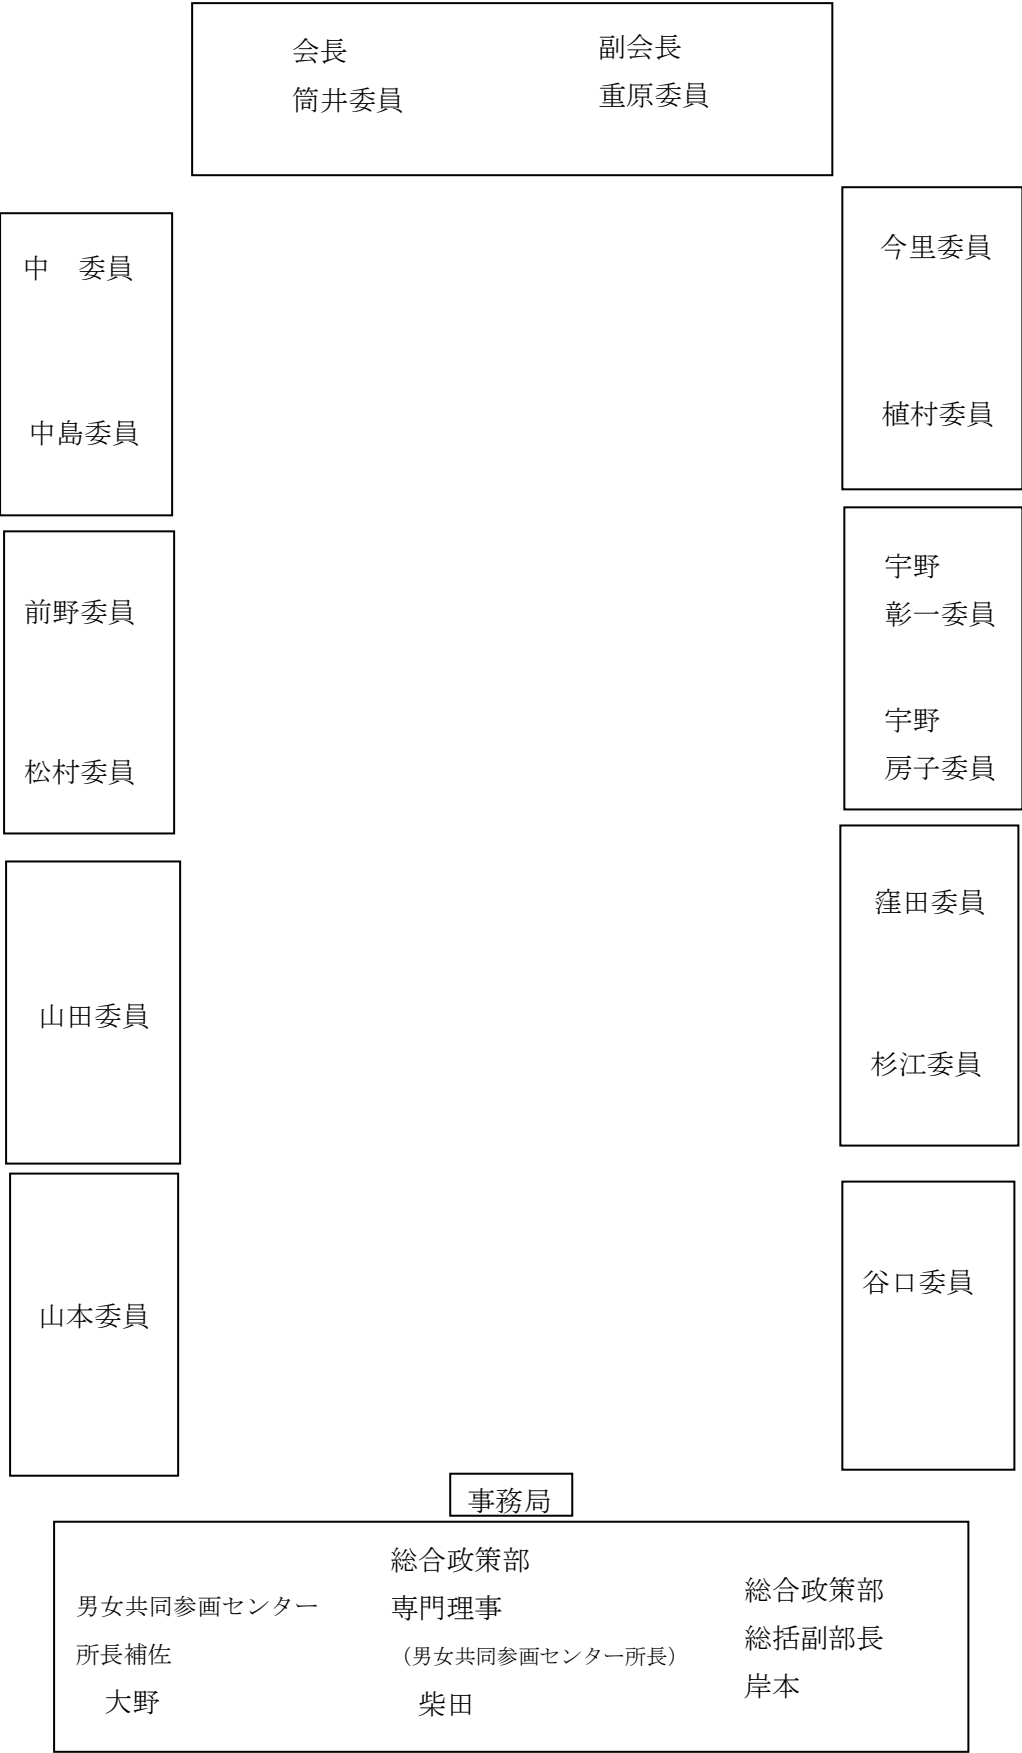 会長
筒井委員
副会長
重原委員
中　委員
中島委員
今里委員
植村委員
前野委員
松村委員
宇野
彰一委員
宇野
房子委員
山田委員
窪田委員
杉江委員
山本委員
谷口委員
事務局
男女共同参画センター
所長補佐
大野
総合政策部
専門理事
（男女共同参画センター所長）
柴田
総合政策部
総括副部長
岸本